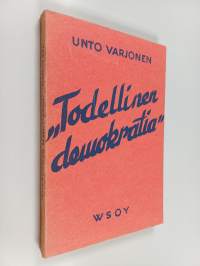 UNTO VARJONEN
„Todellinen
demokratia”
WSOY